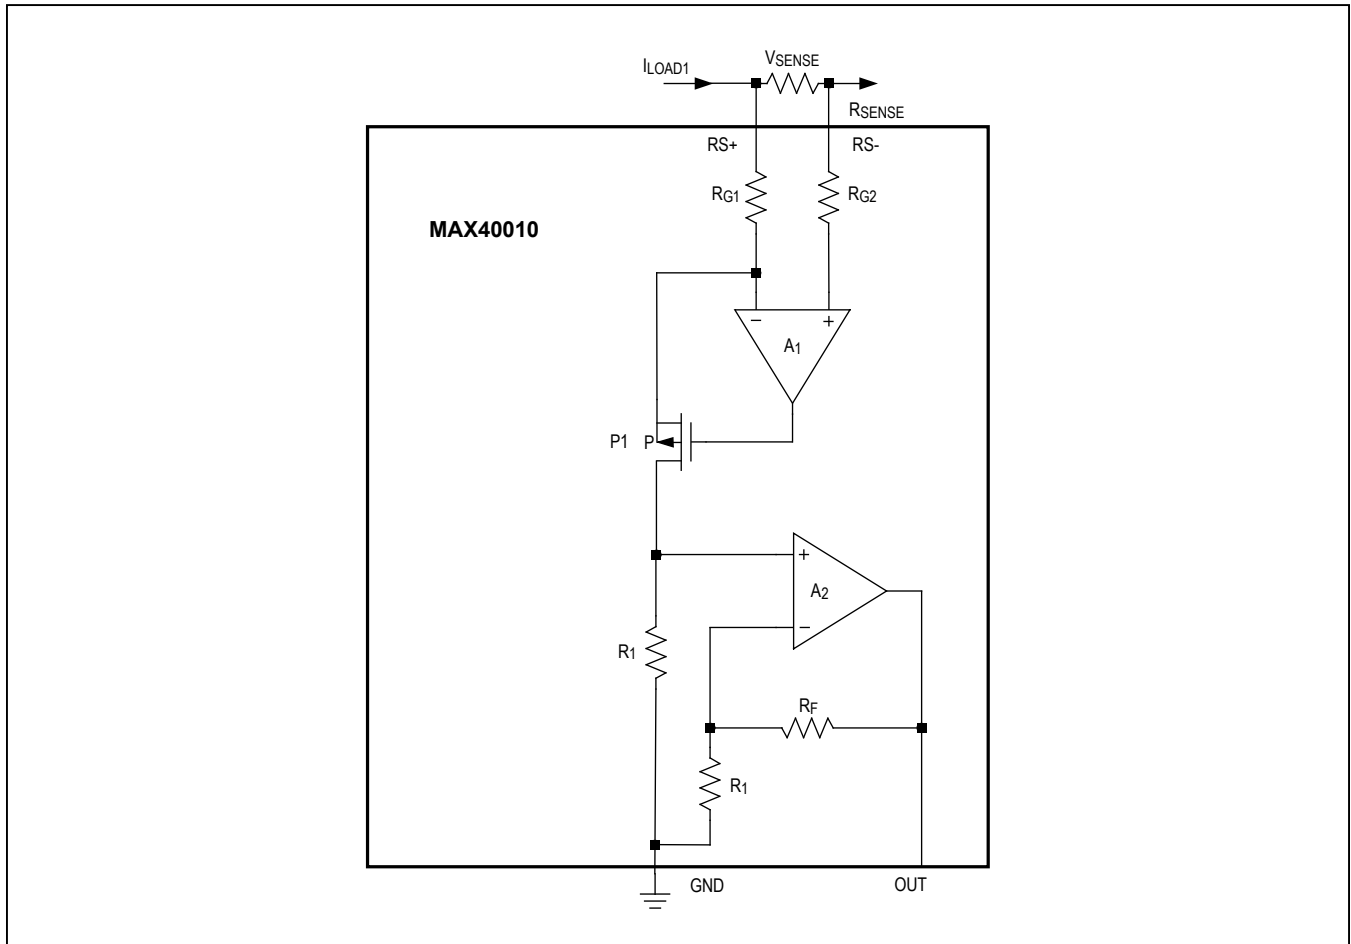 VSENSE
ILOAD1
RSENSE
RS+
RS-
RG1
RG2
MAX40010
− +
A1
P1 P
+
A2
−
R1
RF
R1
GND
OUT